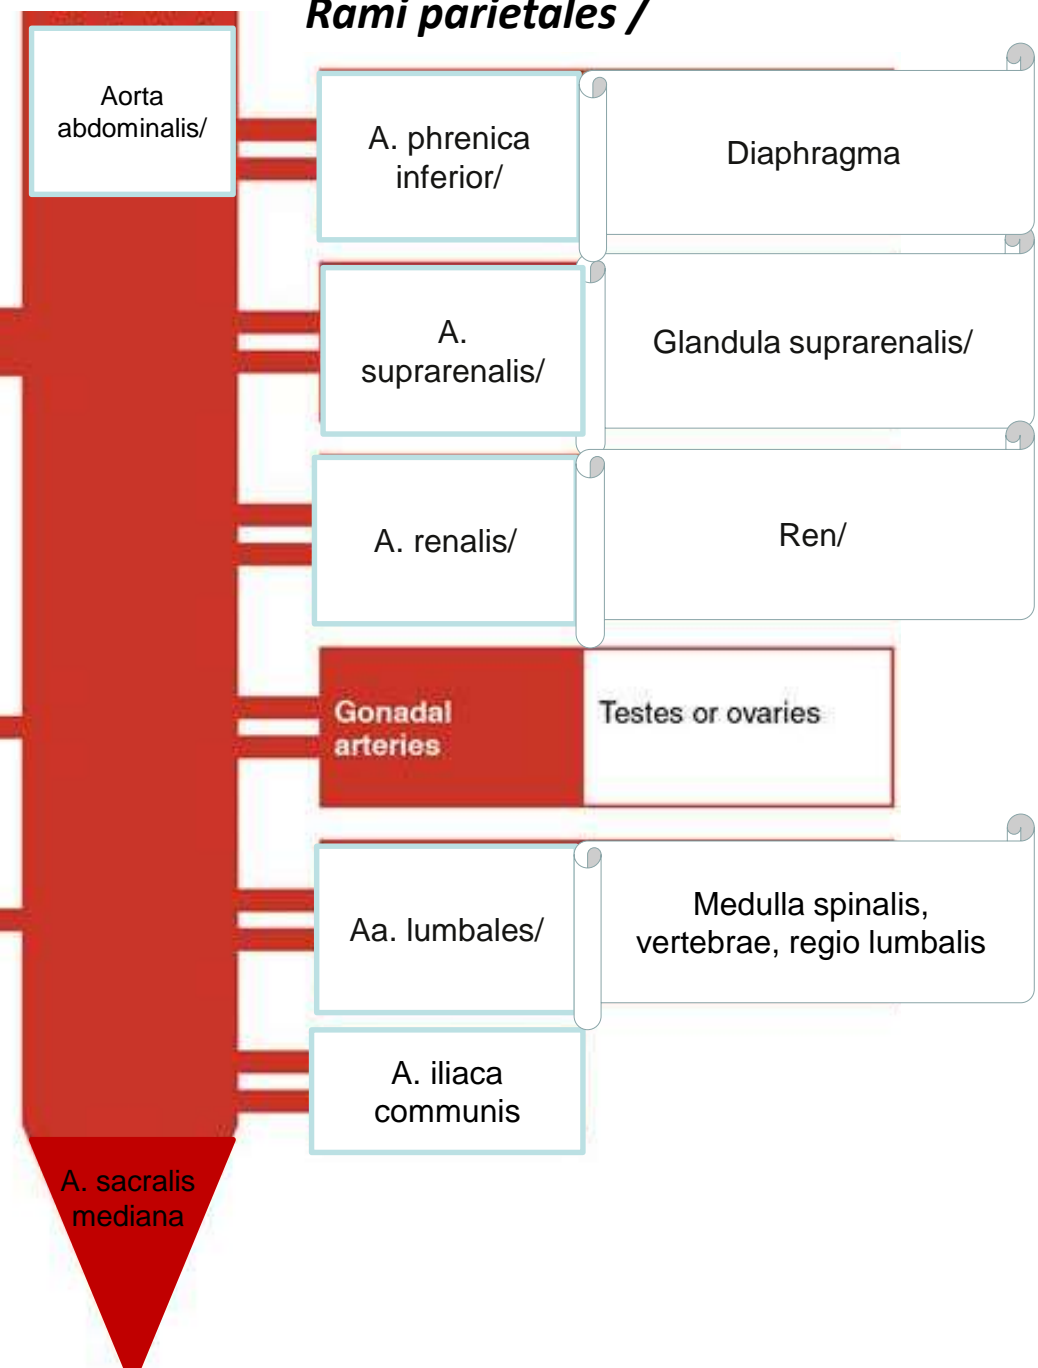 Rami parietales /
Aorta
abdominalis/
A. phrenica
inferior/
Diaphragma
A.
suprarenalis/
Glandula suprarenalis/
A. renalis/
Ren/
Gonadal
arteries
Testes or ovaries
Aa. lumbales/
Medulla spinalis,
vertebrae, regio lumbalis
A. iliaca
communis
A. sacralis
mediana